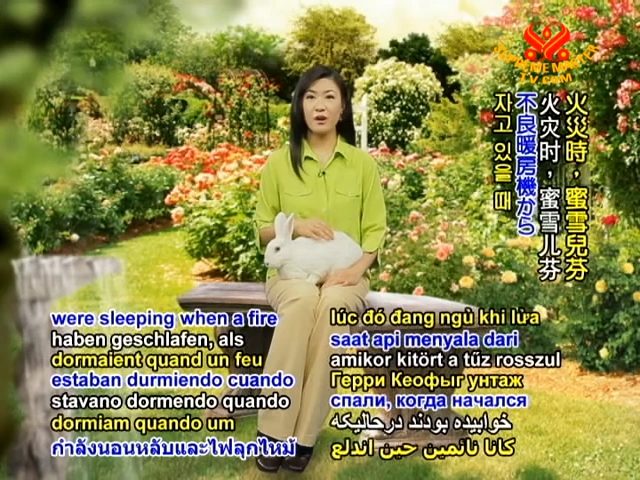 SUPREME MASTER
TV.COM
火災時，蜜雪兒芬
火灾时，蜜雪儿芬
不良暖房機から
자고 있을 때
were sleeping when a fire
haben geschlafen, als
dormaient quand un feu
estaban durmiendo cuando
stavano dormendo quando
dormiam quando um
กำลังนอนหลับและไฟลุกไหม้
lúc đó đang ngủ khi lửa
saat api menyala dari
amikor kitört a tűz rosszul
Герри Кеофыг унтаж
спали, когда начался
خوابیده بودند درحالیکه
كانا نائمين حين اندلع